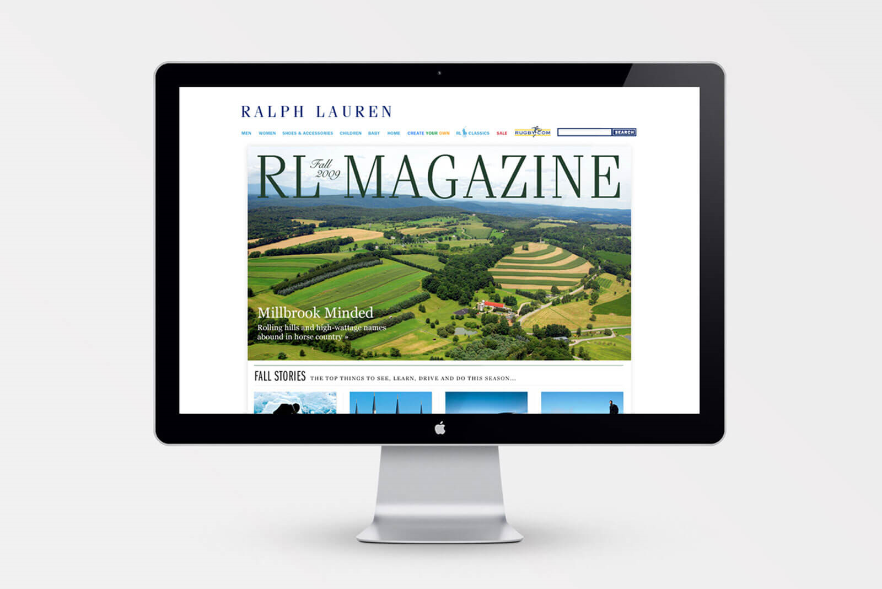 RALPH LAUREN
MEN WOMEN SHOES & ACCESSORIES CHILDREN BABY HOME CREATE YOUR OWN RL CLASSICS SALE RUGBY.COM SEARCH
RL Fall 2009 MAGAZINE
Millbrook Minded
Rolling hills and high-wattage names
abound in horse country »
FALL STORIES THE TOP THINGS TO SEE, LEARN, DRIVE AND DO THIS SEASON...